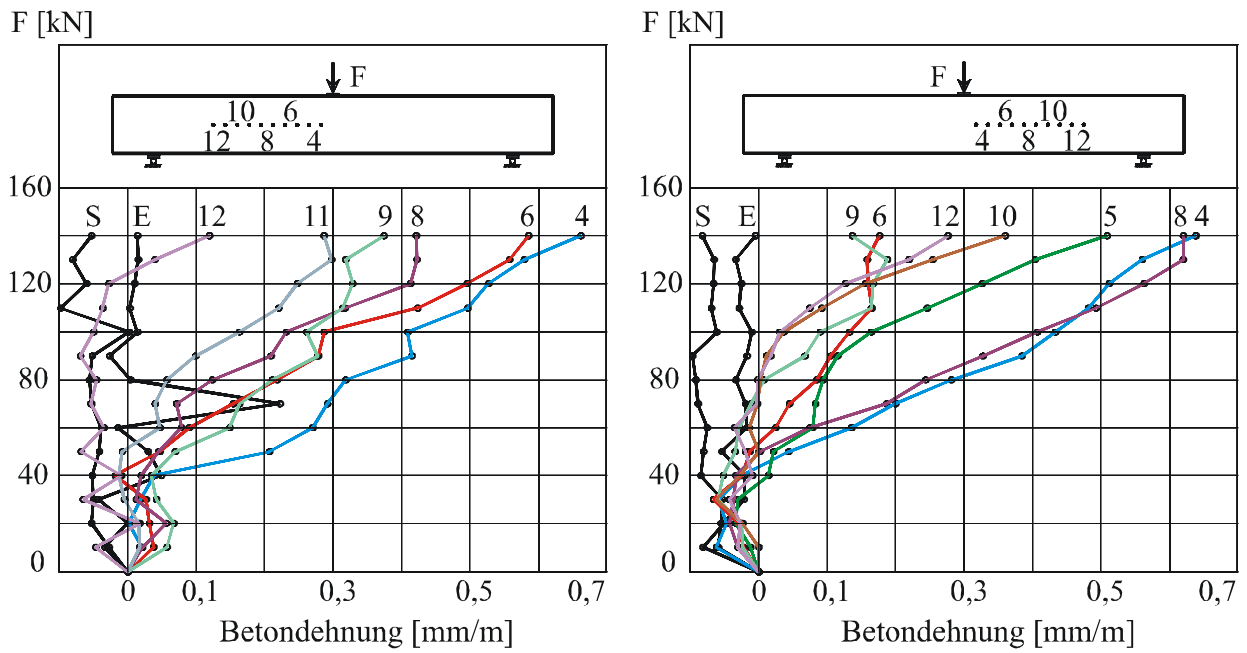 F [kN]
F
10 6
12 8 4
160
S E 12 11 9 8 6 4
120
80
40
0
0 0,1 0,3 0,5 0,7
Betondehnung [mm/m]
F [kN]
F
6 10
4 8 12
160
S E 9 6 12 10 5 8 4
120
80
40
0
0 0,1 0,3 0,5 0,7
Betondehnung [mm/m]